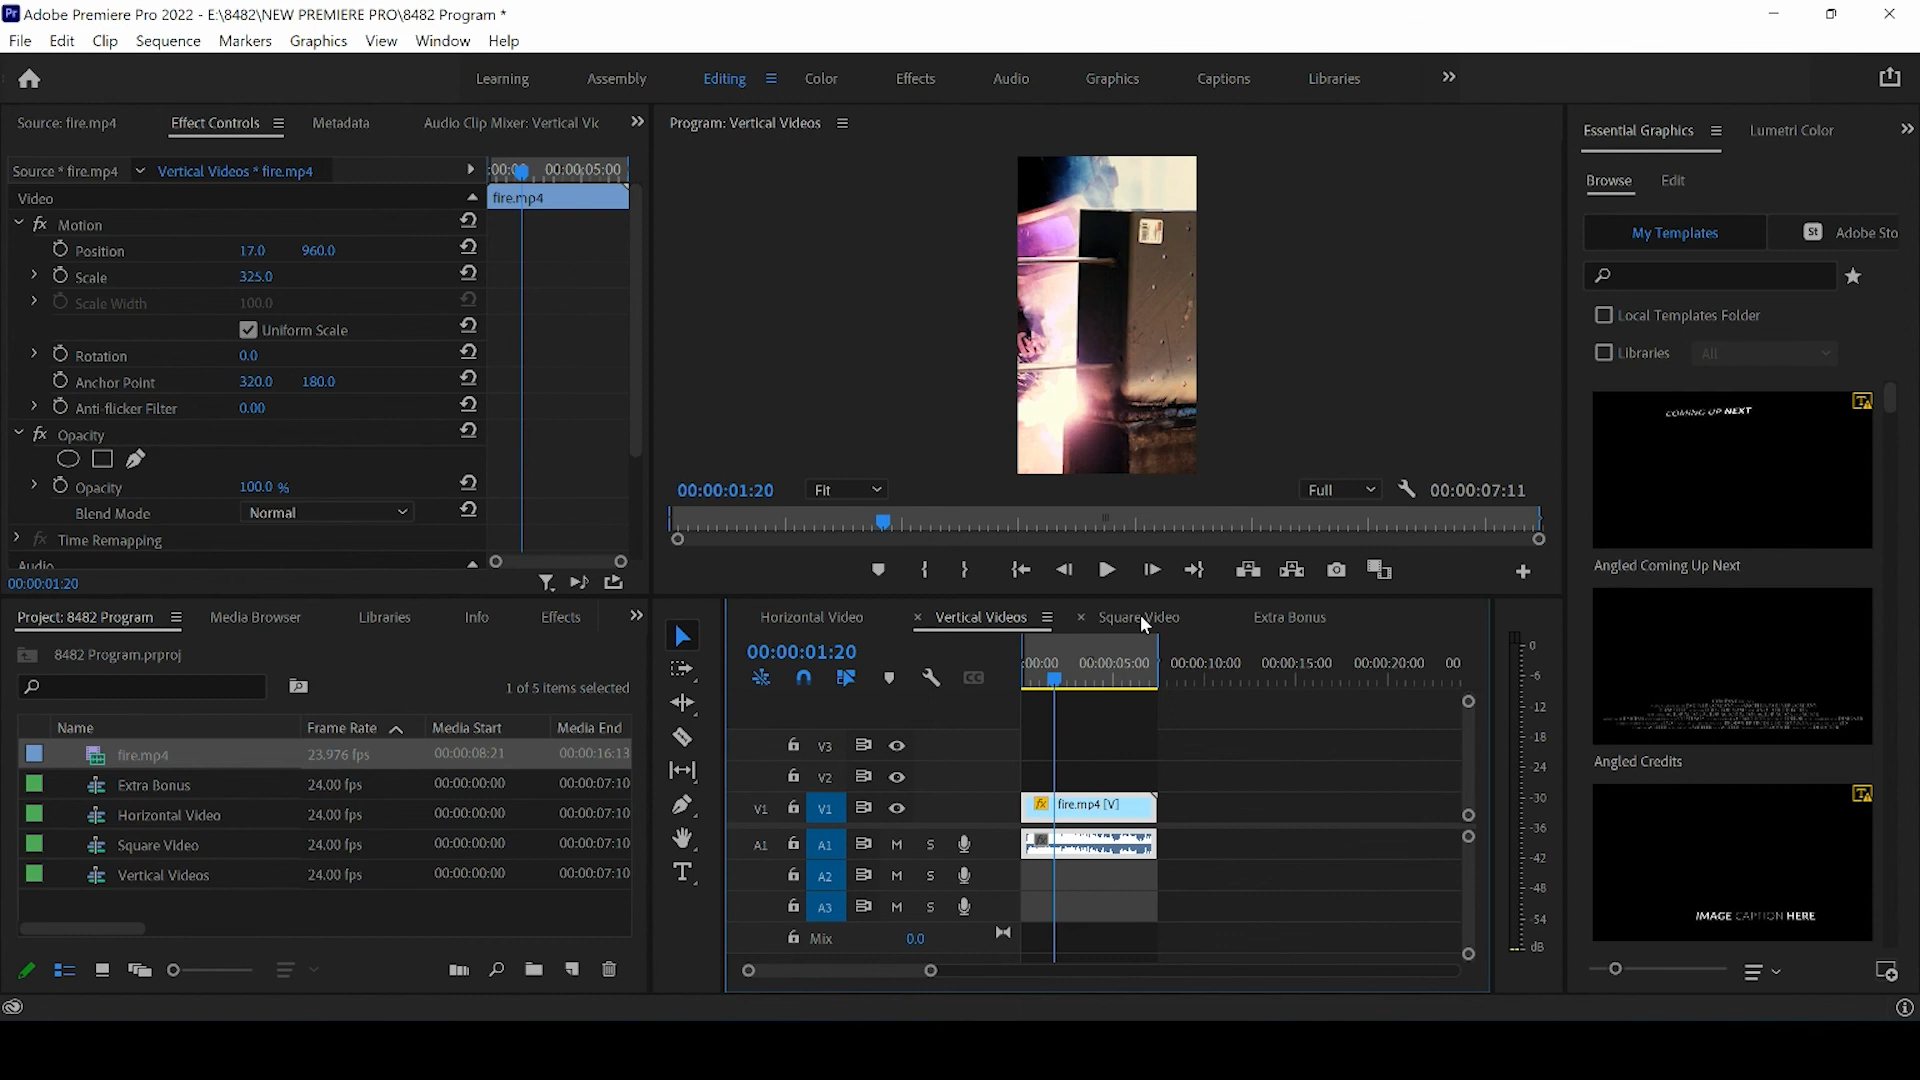 Adobe Premiere Pro 2022 - E:\8482\NEW PREMIERE PRO\8482 Program *
File Edit Clip Sequence Markers Graphics View Window Help
Learning Assembly Editing Color Effects Audio Graphics Captions Libraries
Source: fire.mp4 Effect Controls Metadata Audio Clip Mixer: Vertical Vic
Source * fire.mp4 Vertical Videos * fire.mp4
:00:00 00:00:05:00
Video
fire.mp4
Motion
Position 17.0 960.0
Scale 325.0
Scale Width 100.0
Uniform Scale
Rotation 0.0
Anchor Point 320.0 180.0
Anti-flicker Filter 0.00
Opacity
Opacity 100.0 %
Blend Mode Normal
Time Remapping
Audio
00:00:01:20
Program: Vertical Videos
00:00:01:20 Fit Full 00:00:07:11
Essential Graphics Lumetri Color
Browse Edit
My Templates St Adobe Sto
Local Templates Folder
Libraries All
COMING UP NEXT
Angled Coming Up Next
Angled Credits
IMAGE CAPTION HERE
Project: 8482 Program Media Browser Libraries Info Effects
8482 Program.prproj
1 of 5 items selected
Name Frame Rate Media Start Media End
fire.mp4 23.976 fps 00:00:08:21 00:00:16:13
Extra Bonus 24.00 fps 00:00:00:00 00:00:07:10
Horizontal Video 24.00 fps 00:00:00:00 00:00:07:10
Square Video 24.00 fps 00:00:00:00 00:00:07:10
Vertical Videos 24.00 fps 00:00:00:00 00:00:07:10
Horizontal Video Vertical Videos Square Video Extra Bonus
00:00:01:20
:00:00 00:00:05:00 00:00:10:00 00:00:15:00 00:00:20:00 00
CC
V3
V2
V1 V1 fx fire.mp4 [V]
A1 A1 M S fx
A2 M S
A3 M S
Mix 0.0
0
-6
-12
-18
-24
-30
-36
-42
-48
-54
dB